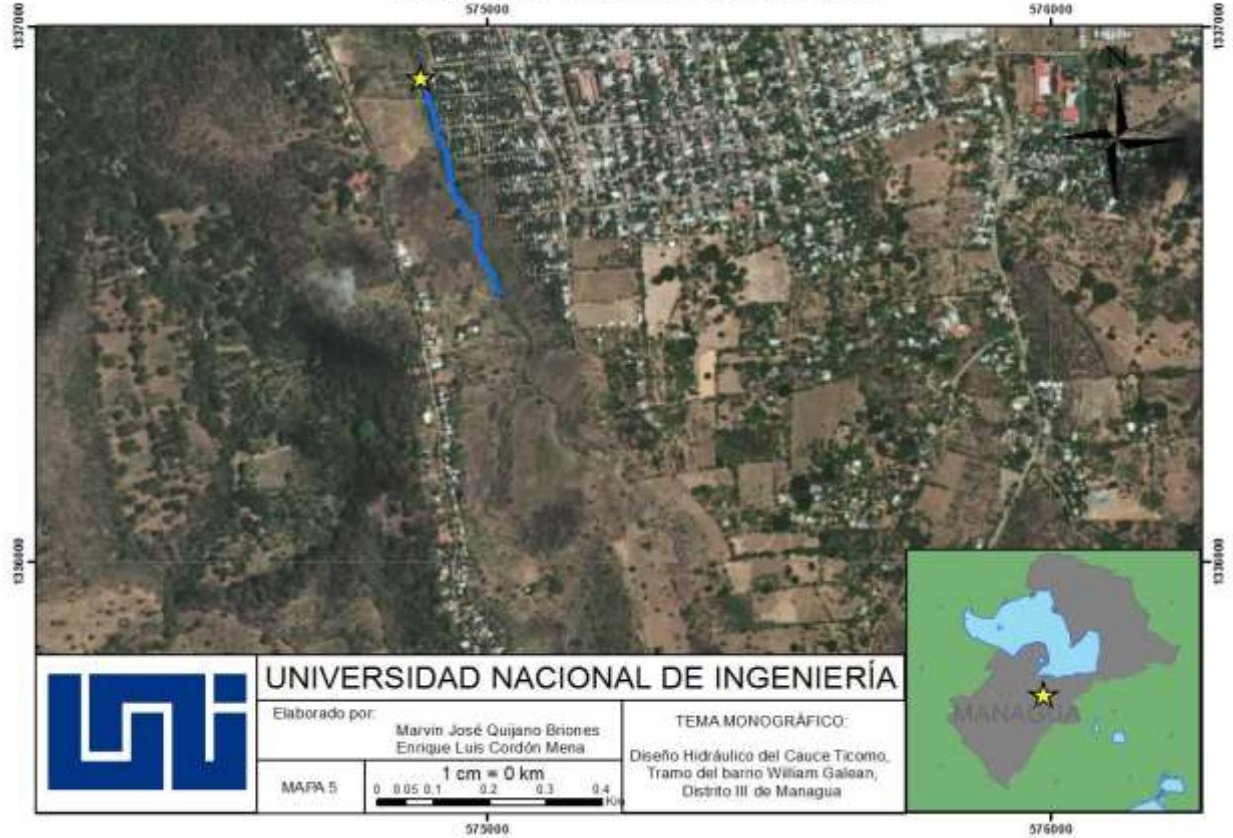 575000 576000
1337000 1337000
N
1336000 1336000
MANAGUA
uni
UNIVERSIDAD NACIONAL DE INGENIERÍA
Elaborado por:
Marvin José Quijano Briones
Enrique Luis Cordón Mena
MAPA 5
1 cm = 0 km
0 0.05 0.1 0.2 0.3 0.4
Km
TEMA MONOGRÁFICO:
Diseño Hidráulico del Cauce Ticomo,
Tramo del barrio William Galean,
Distrito III de Managua
575000 576000